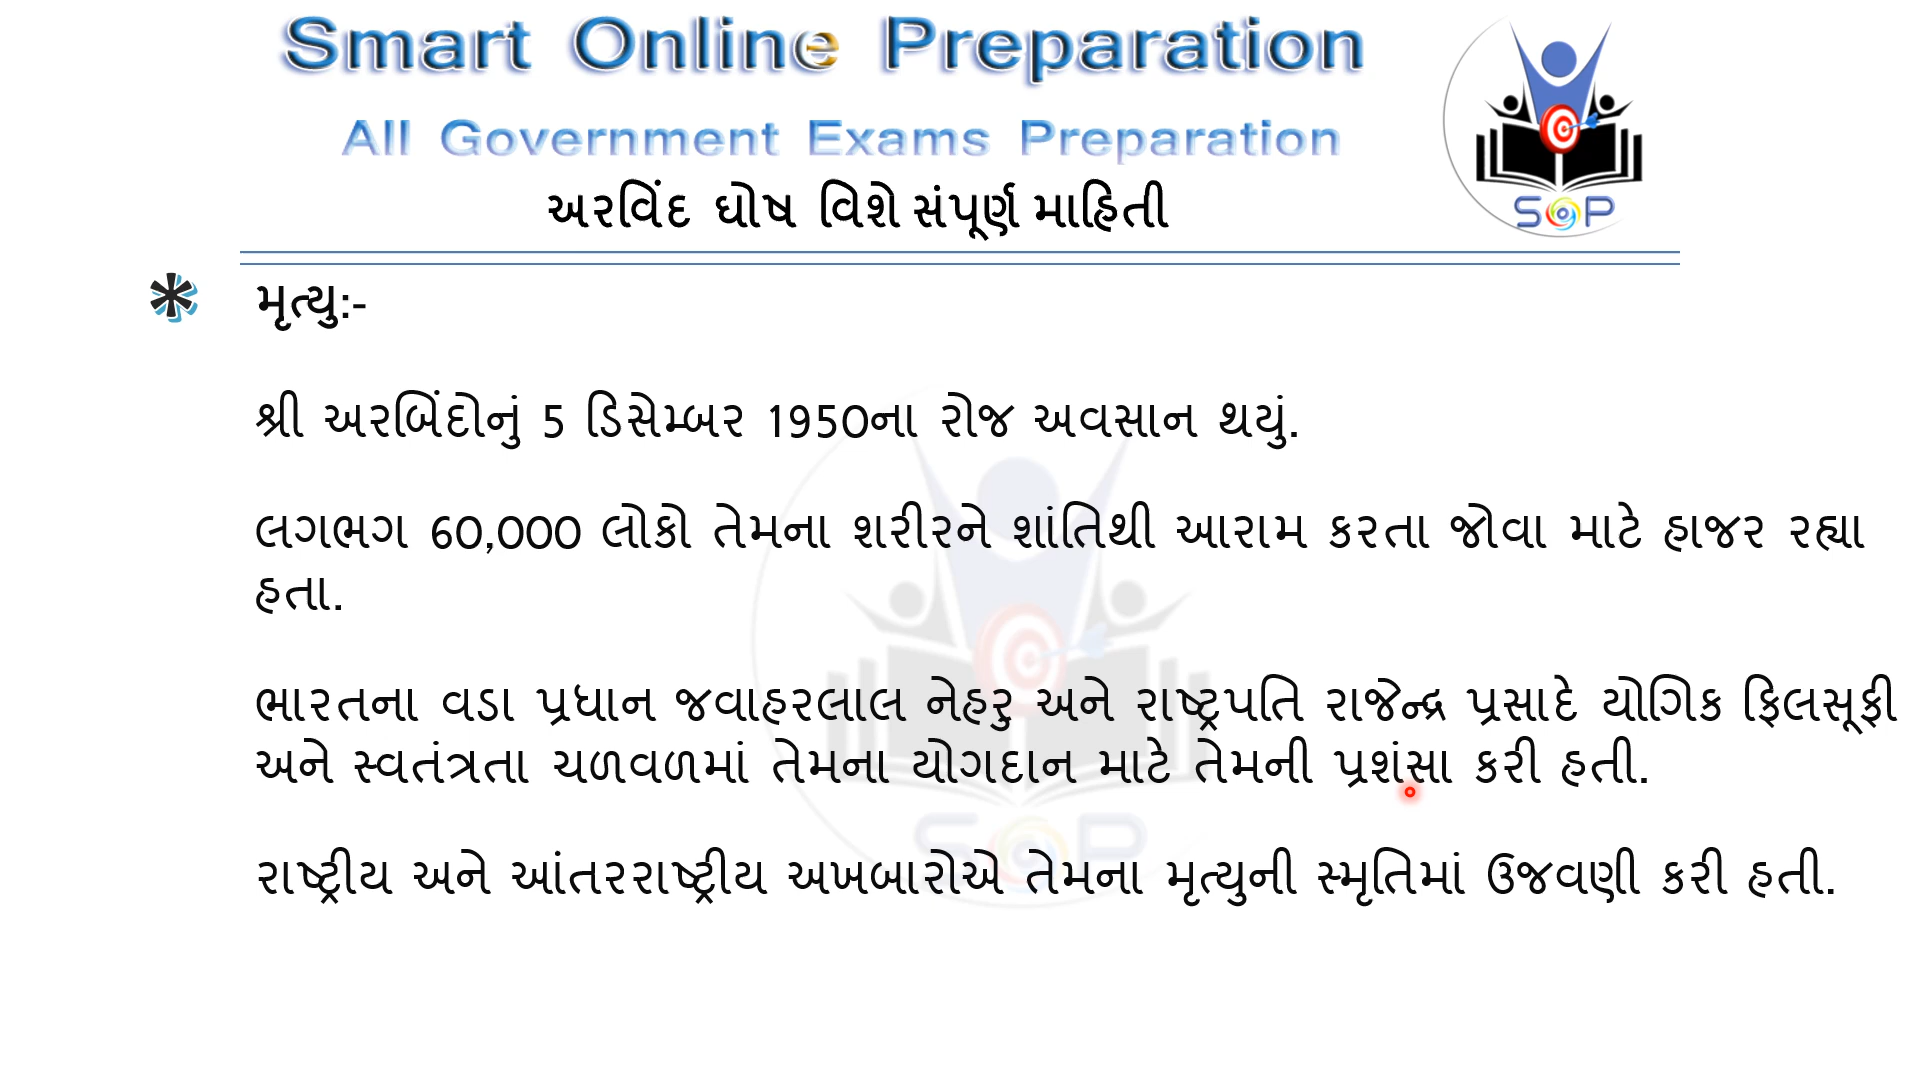 Smart Online Preparation
All Government Exams Preparation
અરવિંદ ઘોષ વિશે સંપૂર્ણ માહિતી
SOP
* મૃત્યુ:-
શ્રી અરબિંદોનું 5 ડિસેમ્બર 1950ના રોજ અવસાન થયું.
લગભગ 60,000 લોકો તેમના શરીરને શાંતિથી આરામ કરતા જોવા માટે હાજર રહ્યા
હતા.
ભારતના વડા પ્રધાન જવાહરલાલ નેહરુ અને રાષ્ટ્રપતિ રાજેન્દ્ર પ્રસાદે યોગિક ફિલસૂફી
અને સ્વતંત્રતા ચળવળમાં તેમના યોગદાન માટે તેમની પ્રશંસા કરી હતી.
SOP
રાષ્ટ્રીય અને આંતરરાષ્ટ્રીય અખબારોએ તેમના મૃત્યુની સ્મૃતિમાં ઉજવણી કરી હતી.